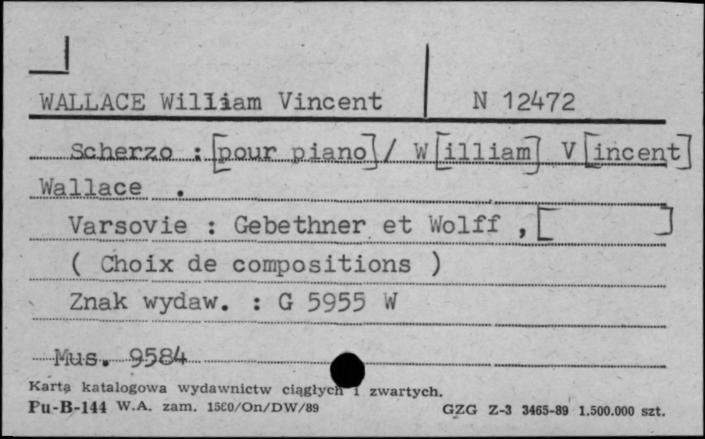 WALLACE William Vincent N 12472
Scherzo : [pour piano] / W [illiam] V [incent]
Wallace .
Varsovie : Gebethner et Wolff , [ ]
( Choix de compositions )
Znak wydaw. : G 5955 W
Mus. 9584
Karta katalogowa wydawnictw ciągłych i zwartych.
Pu-B-144 W.A. zam. 1560/On/DW/89 GZG Z-3 3465-89 1.500.000 szt.